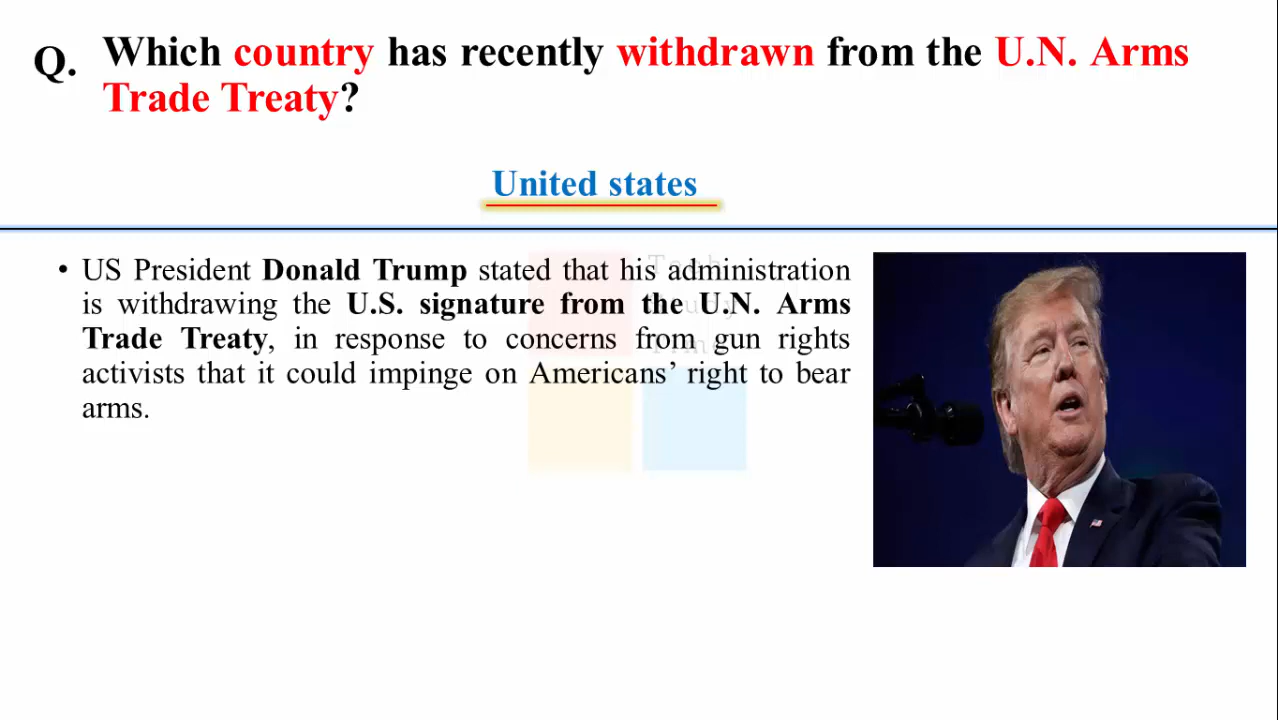 Q. Which country has recently withdrawn from the U.N. Arms
Trade Treaty?
United states
• US President Donald Trump stated that his administration
is withdrawing the U.S. signature from the U.N. Arms
Trade Treaty, in response to concerns from gun rights
activists that it could impinge on Americans’ right to bear
arms.